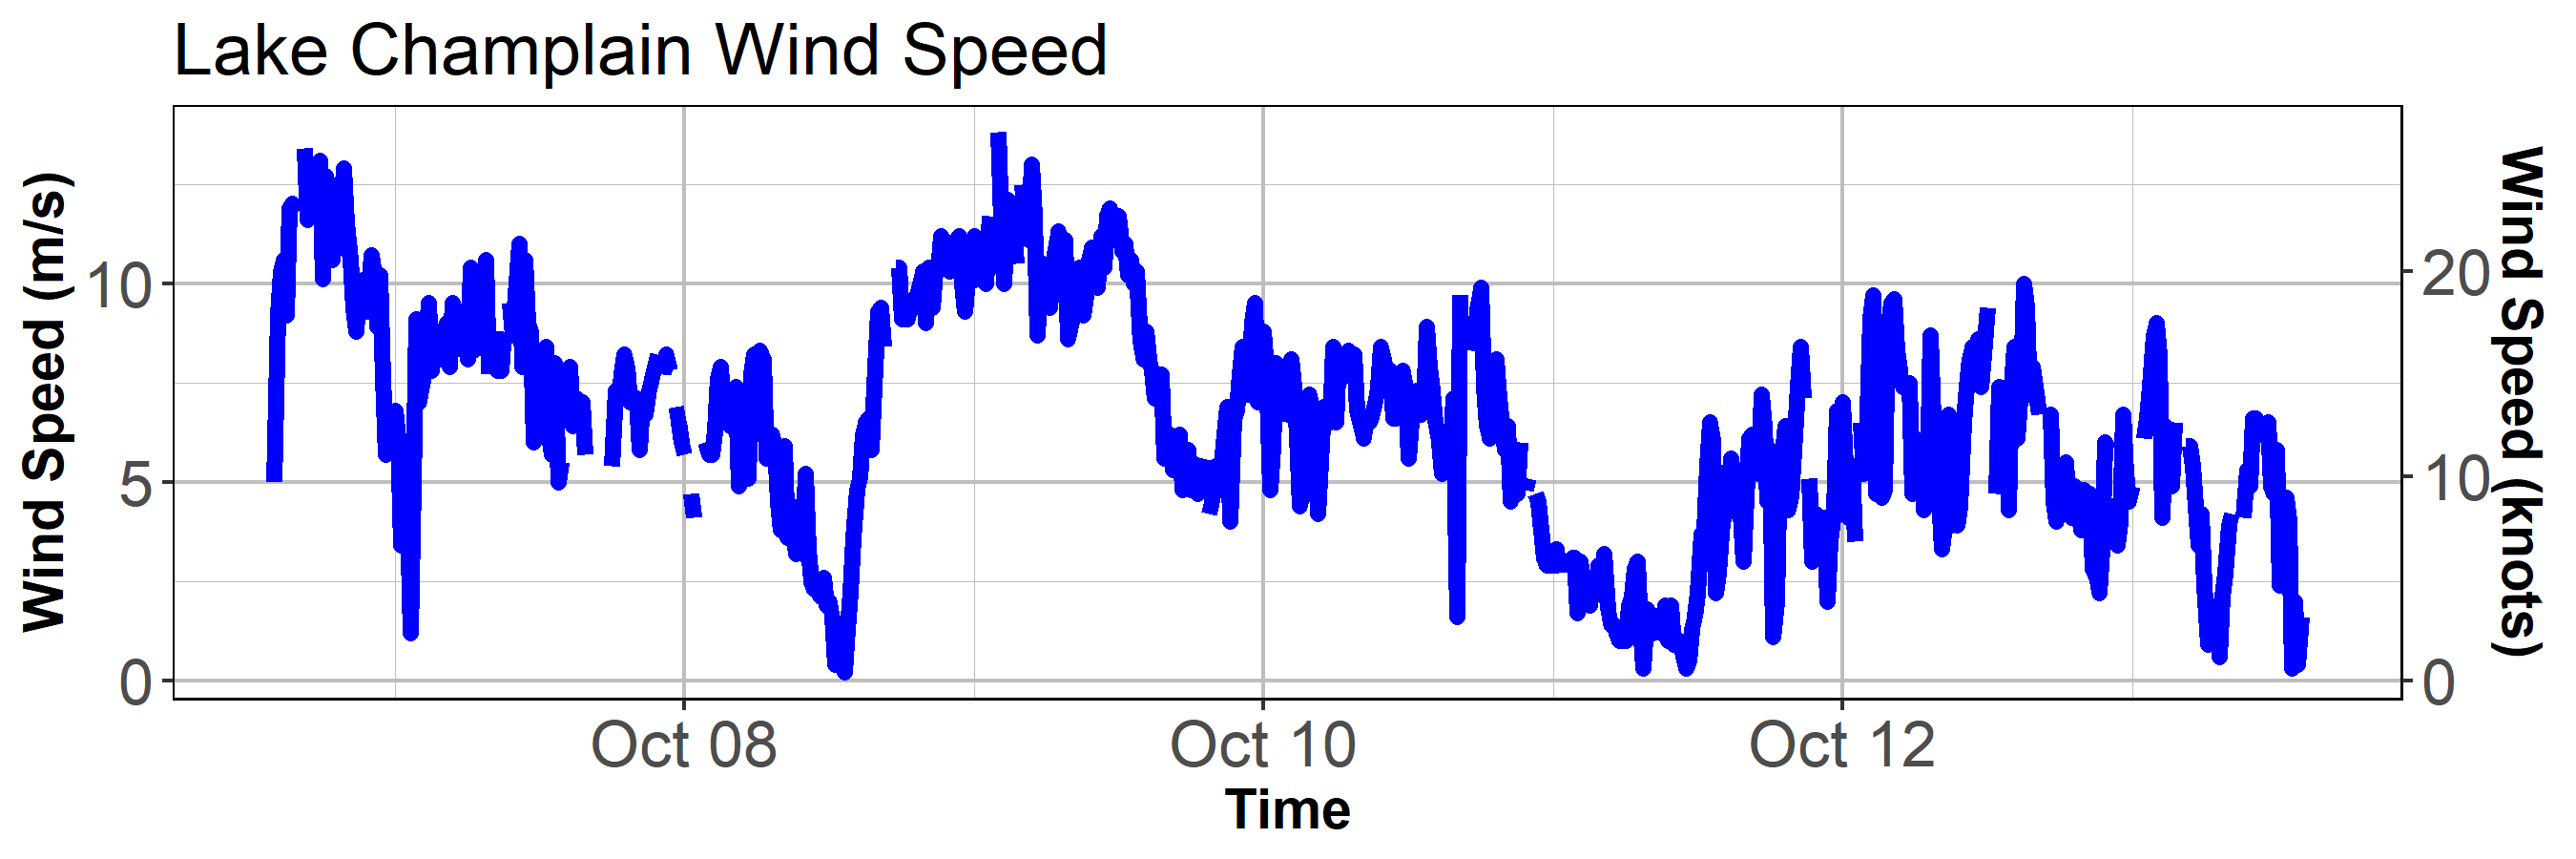 Lake Champlain Wind Speed
Wind Speed (m/s)
10
5
0
20
10
0
Wind Speed (knots)
Oct 08
Oct 10
Oct 12
Time